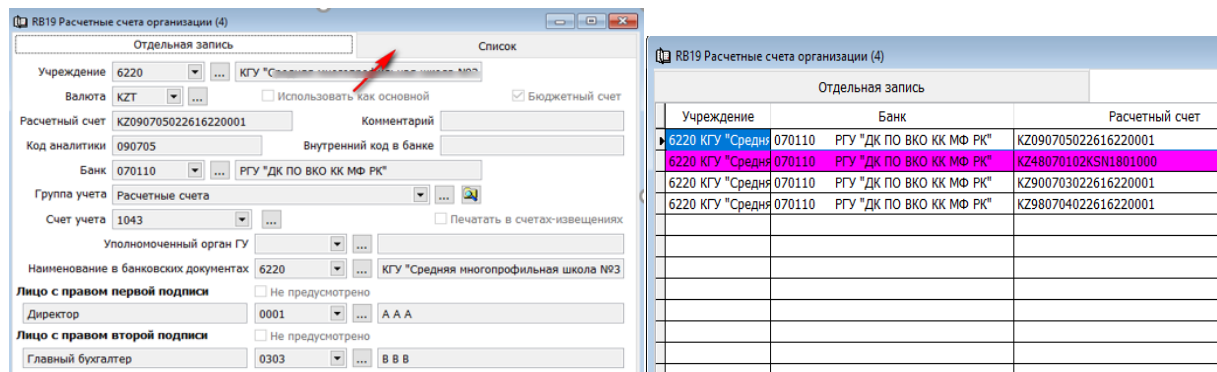 RB19 Расчетные счета организации (4)
Отдельная запись Список
Учреждение 6220 ... КГУ
Валюта KZT ... Использовать как основной Бюджетный счет
Расчетный счет KZ090705022616220001 Комментарий
Код аналитики 090705 Внутренний код в банке
Банк 070110 ... РГУ "ДК ПО ВКО КК МФ РК"
Группа учета Расчетные счета ...
Счет учета 1043 ... Печатать в счетах-извещениях
Уполномоченный орган ГУ ...
Наименование в банковских документах 6220 ... КГУ "Средняя многопрофильная школа №3
Лицо с правом первой подписи Не предусмотрено
Директор 0001 ... А А А
Лицо с правом второй подписи Не предусмотрено
Главный бухгалтер 0303 ... В В В
RB19 Расчетные счета организации (4)
Отдельная запись
Учреждение Банк Расчетный счет
6220 КГУ "Средня 070110 РГУ "ДК ПО ВКО КК МФ РК" KZ090705022616220001
6220 КГУ "Средня 070110 РГУ "ДК ПО ВКО КК МФ РК" KZ48070102KSN1801000
6220 КГУ "Средня 070110 РГУ "ДК ПО ВКО КК МФ РК" KZ900703022616220001
6220 КГУ "Средня 070110 РГУ "ДК ПО ВКО КК МФ РК" KZ980704022616220001